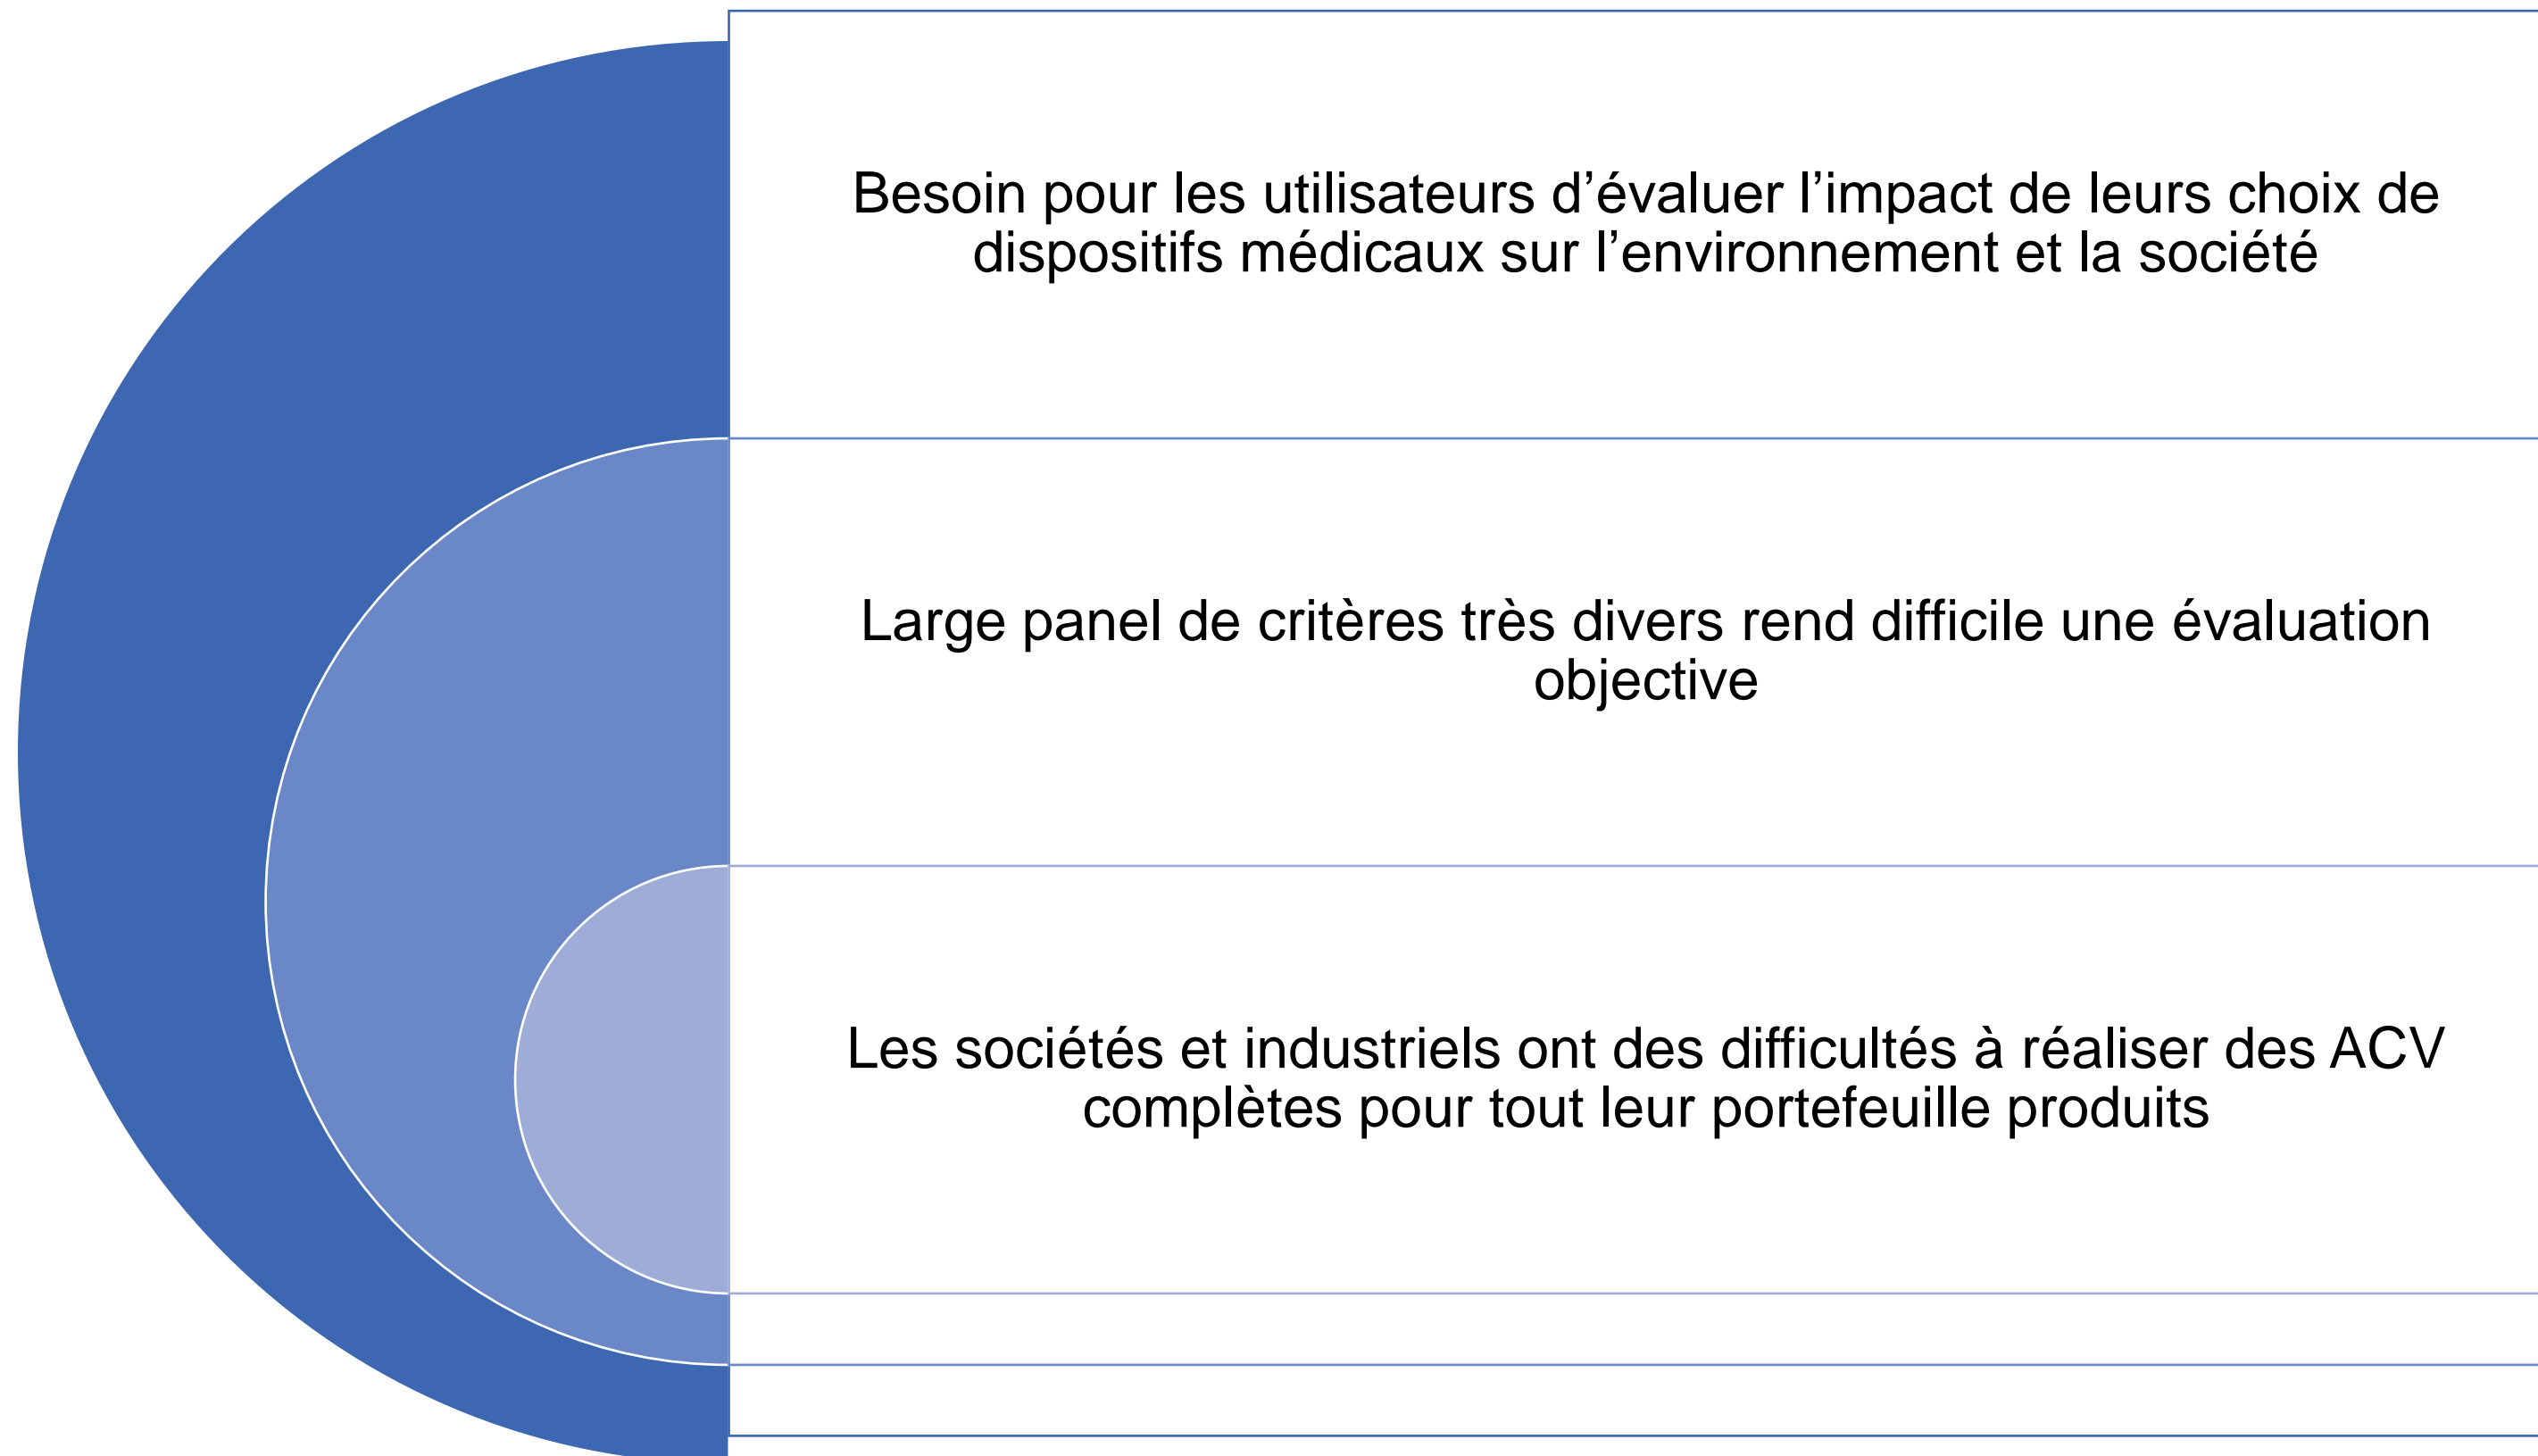 Besoin pour les utilisateurs d’évaluer l’impact de leurs choix de
dispositifs médicaux sur l’environnement et la société
Large panel de critères très divers rend difficile une évaluation
objective
Les sociétés et industriels ont des difficultés à réaliser des ACV
complètes pour tout leur portefeuille produits